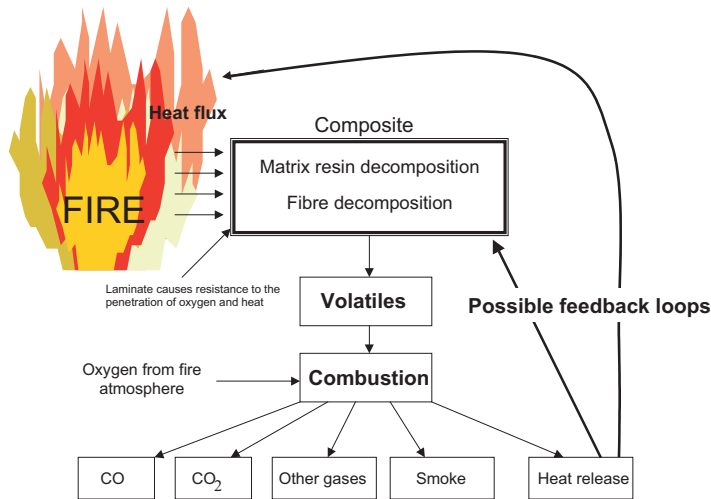 Heat flux
Composite
Matrix resin decomposition
Fibre decomposition
FIRE
Laminate causes resistance to the
penetration of oxygen and heat
Volatiles
Possible feedback loops
Oxygen from fire
atmosphere
Combustion
CO
CO2
Other gases
Smoke
Heat release